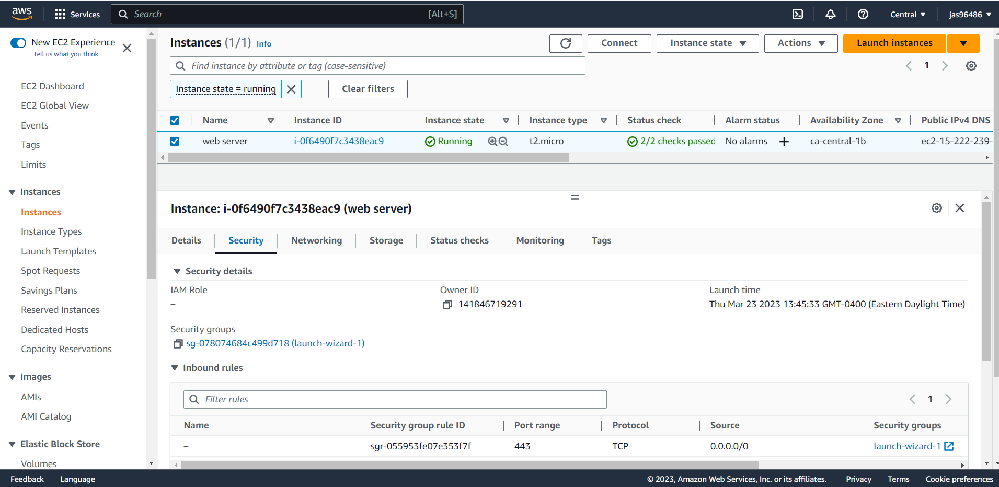 aws Services Search [Alt+S] Central jas96486
New EC2 Experience
Tell us what you think
EC2 Dashboard
EC2 Global View
Events
Tags
Limits
Instances
Instances
Instance Types
Launch Templates
Spot Requests
Savings Plans
Reserved Instances
Dedicated Hosts
Capacity Reservations
Images
AMIs
AMI Catalog
Elastic Block Store
Volumes
Instances (1/1) Info Connect Instance state Actions Launch instances
Find instance by attribute or tag (case-sensitive) 1
Instance state = running Clear filters
Name Instance ID Instance state Instance type Status check Alarm status Availability Zone Public IPv4 DNS
web server i-0f6490f7c3438eac9 Running t2.micro 2/2 checks passed No alarms + ca-central-1b ec2-15-222-239-
Instance: i-0f6490f7c3438eac9 (web server)
Details Security Networking Storage Status checks Monitoring Tags
Security details
IAM Role Owner ID Launch time
– 141846719291 Thu Mar 23 2023 13:45:33 GMT-0400 (Eastern Daylight Time)
Security groups
sg-078074684c499d718 (launch-wizard-1)
Inbound rules
Filter rules 1
Name Security group rule ID Port range Protocol Source Security groups
– sgr-055953fe07e353f7f 443 TCP 0.0.0.0/0 launch-wizard-1
Feedback Language © 2023, Amazon Web Services, Inc. or its affiliates. Privacy Terms Cookie preferences